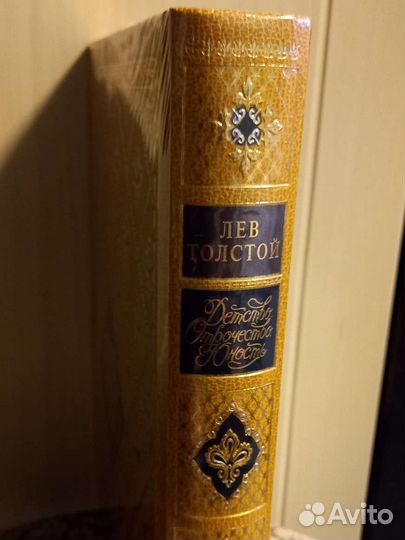 ЛЕВ
ТОЛСТОЙ
Детство.
Отрочество.
Юность
Avito